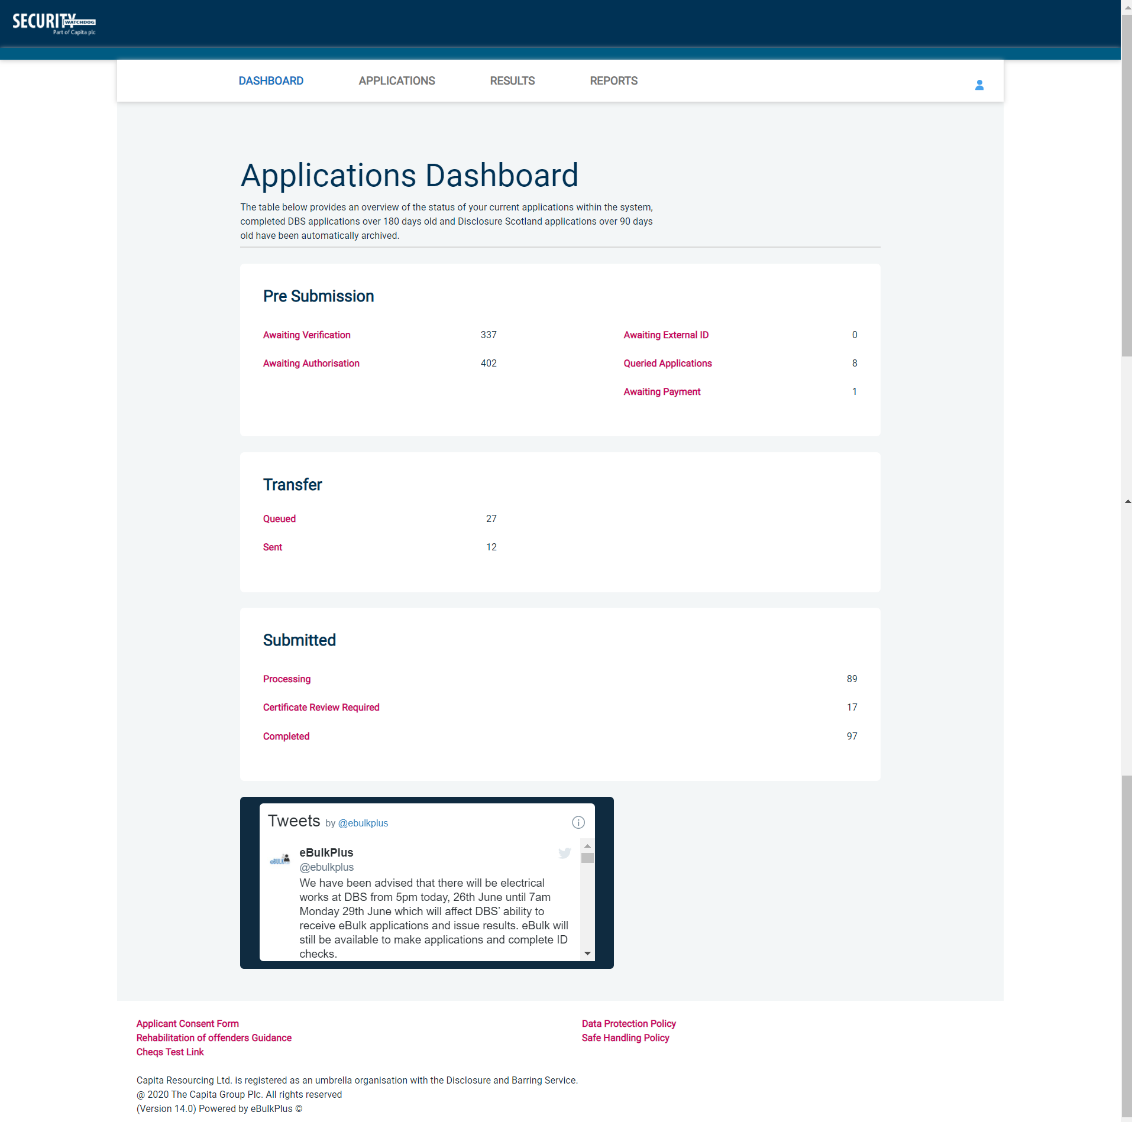 SECURITY
WATCHDOG
Part of Capita plc
DASHBOARD APPLICATIONS RESULTS REPORTS
Applications Dashboard
The table below provides an overview of the status of your current applications within the system,
completed DBS applications over 180 days old and Disclosure Scotland applications over 90 days
old have been automatically archived.
Pre Submission
Awaiting Verification 337 Awaiting External ID 0
Awaiting Authorisation 402 Queried Applications 8
Awaiting Payment 1
Transfer
Queued 27
Sent 12
Submitted
Processing 89
Certificate Review Required 17
Completed 97
Tweets by @ebulkplus
eBulkPlus
@ebulkplus
We have been advised that there will be electrical
works at DBS from 5pm today, 26th June until 7am
Monday 29th June which will affect DBS' ability to
receive eBulk applications and issue results. eBulk will
still be available to make applications and complete ID
checks.
Applicant Consent Form Data Protection Policy
Rehabilitation of offenders Guidance Safe Handling Policy
Cheqs Test Link
Capita Resourcing Ltd. is registered as an umbrella organisation with the Disclosure and Barring Service.
@ 2020 The Capita Group Plc. All rights reserved
(Version 14.0) Powered by eBulkPlus ©